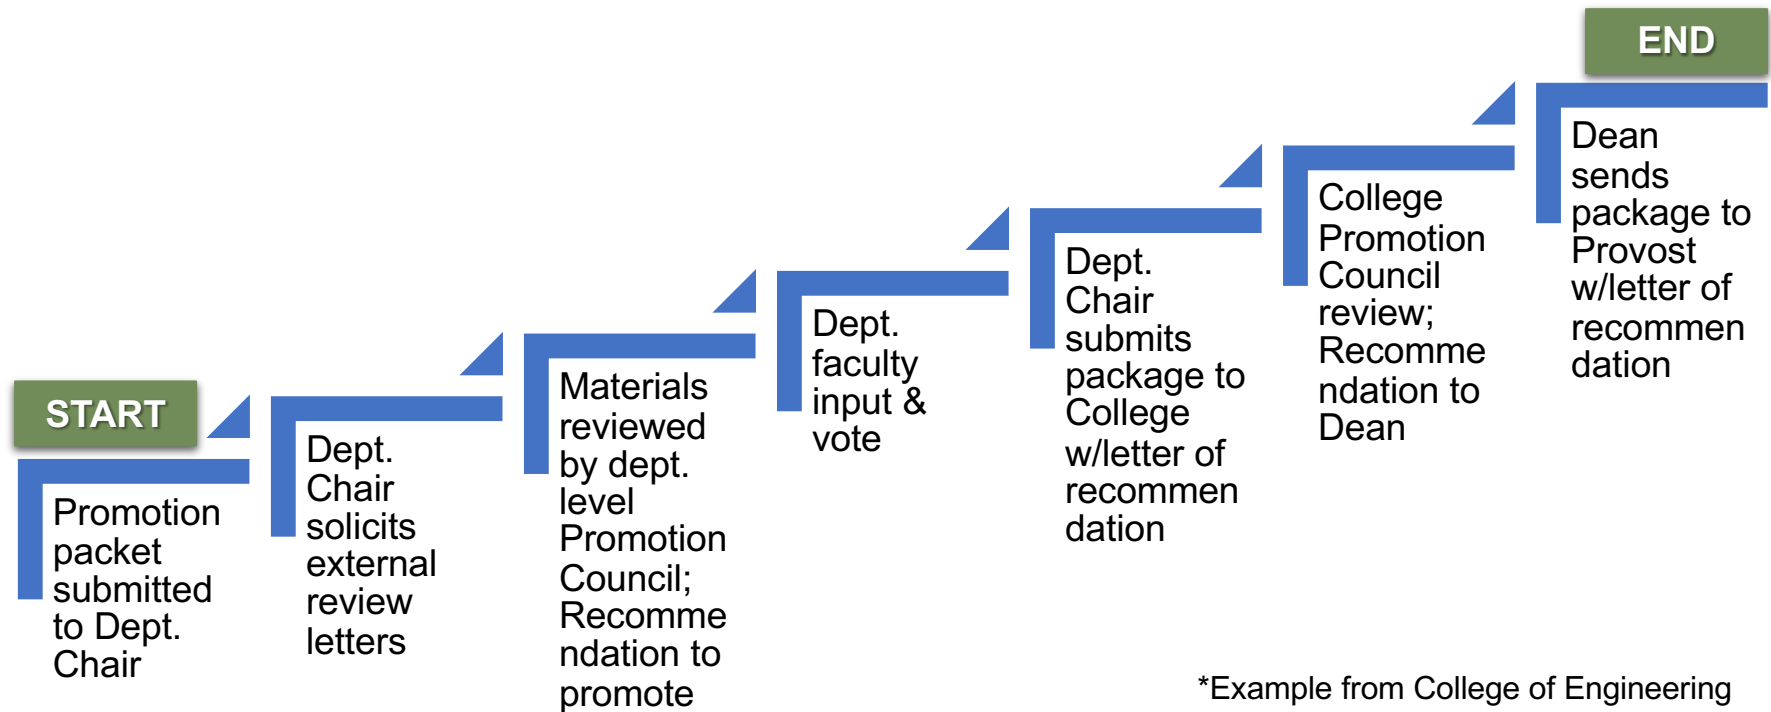 START
Promotion
packet
submitted
to Dept.
Chair
Dept.
Chair
solicits
external
review
letters
Materials
reviewed
by dept.
level
Promotion
Council;
Recomme
ndation to
promote
Dept.
faculty
input &
vote
Dept.
Chair
submits
package to
College
w/letter of
recommen
dation
College
Promotion
Council
review;
Recomme
ndation to
Dean
END
Dean
sends
package to
Provost
w/letter of
recommen
dation
*Example from College of Engineering